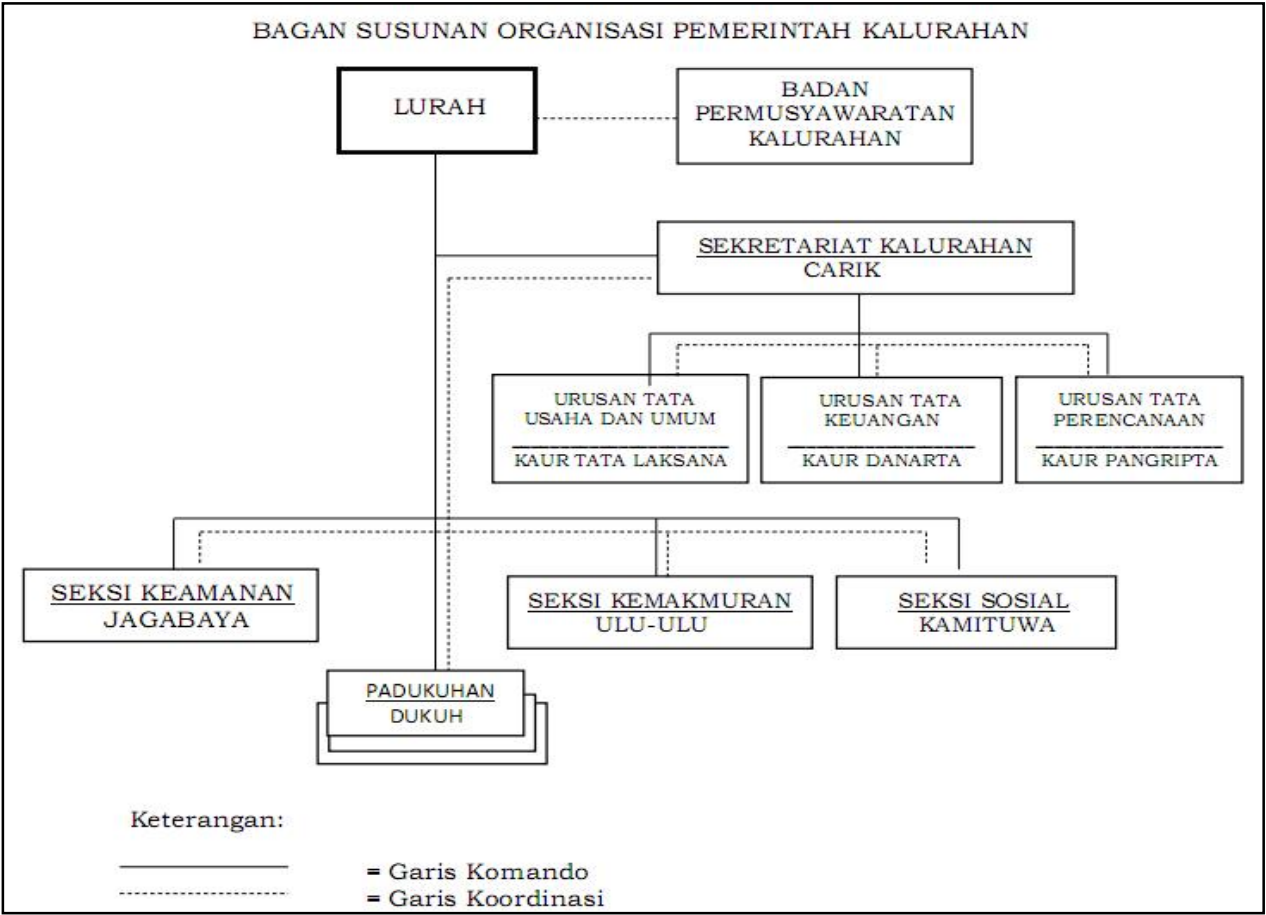 BAGAN SUSUNAN ORGANISASI PEMERINTAH KALURAHAN
LURAH
BADAN
PERMUSYAWARATAN
KALURAHAN
SEKRETARIAT KALURAHAN
CARIK
URUSAN TATA
USAHA DAN UMUM
KAUR TATA LAKSANA
URUSAN TATA
KEUANGAN
KAUR DANARTA
URUSAN TATA
PERENCANAAN
KAUR PANGRIPTA
SEKSI KEAMANAN
JAGABAYA
SEKSI KEMAKMURAN
ULU-ULU
SEKSI SOSIAL
KAMITUWA
PADUKUHAN
DUKUH
Keterangan:
= Garis Komando
= Garis Koordinasi